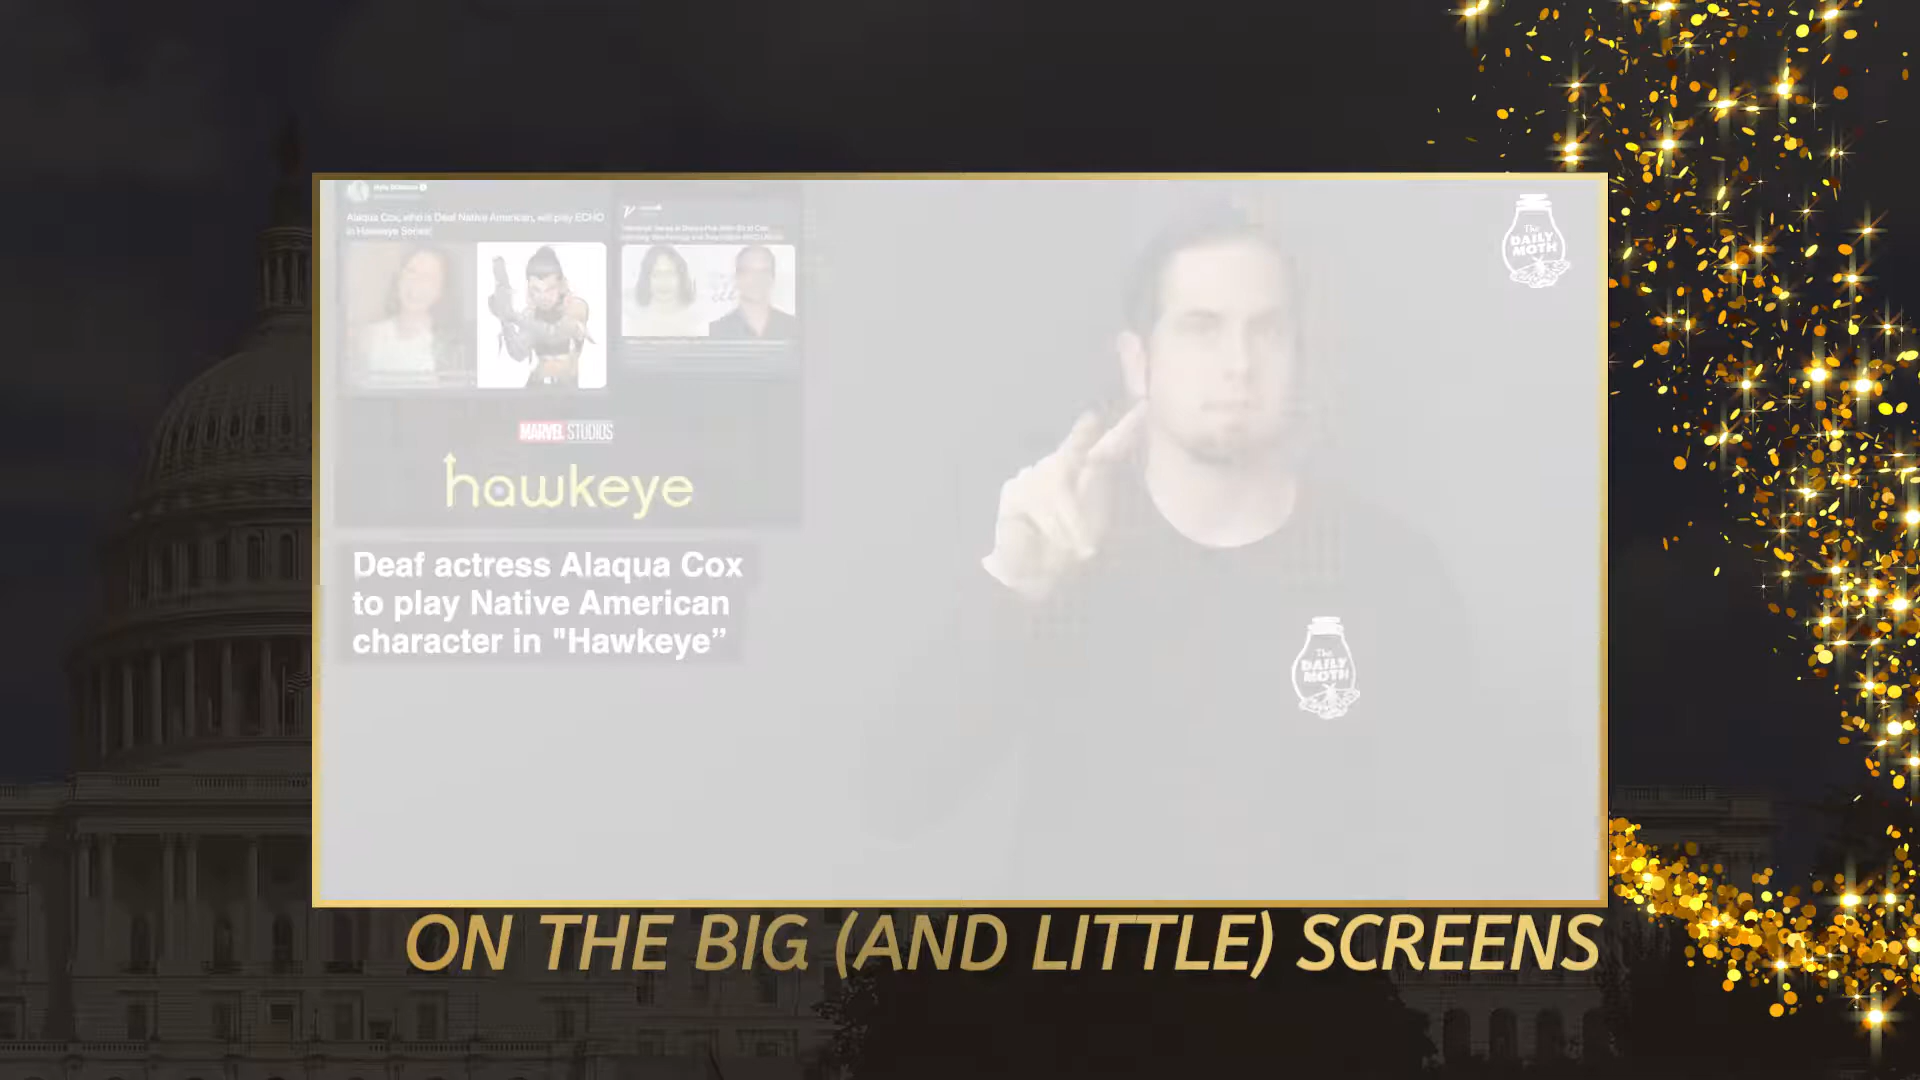 Alaqua Cox, who is Deaf Native American, will play ECHO
in Hawkeye Series!
The
DAILY
MOTH
MARVEL STUDIOS
hawkeye
Deaf actress Alaqua Cox
to play Native American
character in "Hawkeye”
The
DAILY
MOTH
ON THE BIG (AND LITTLE) SCREENS